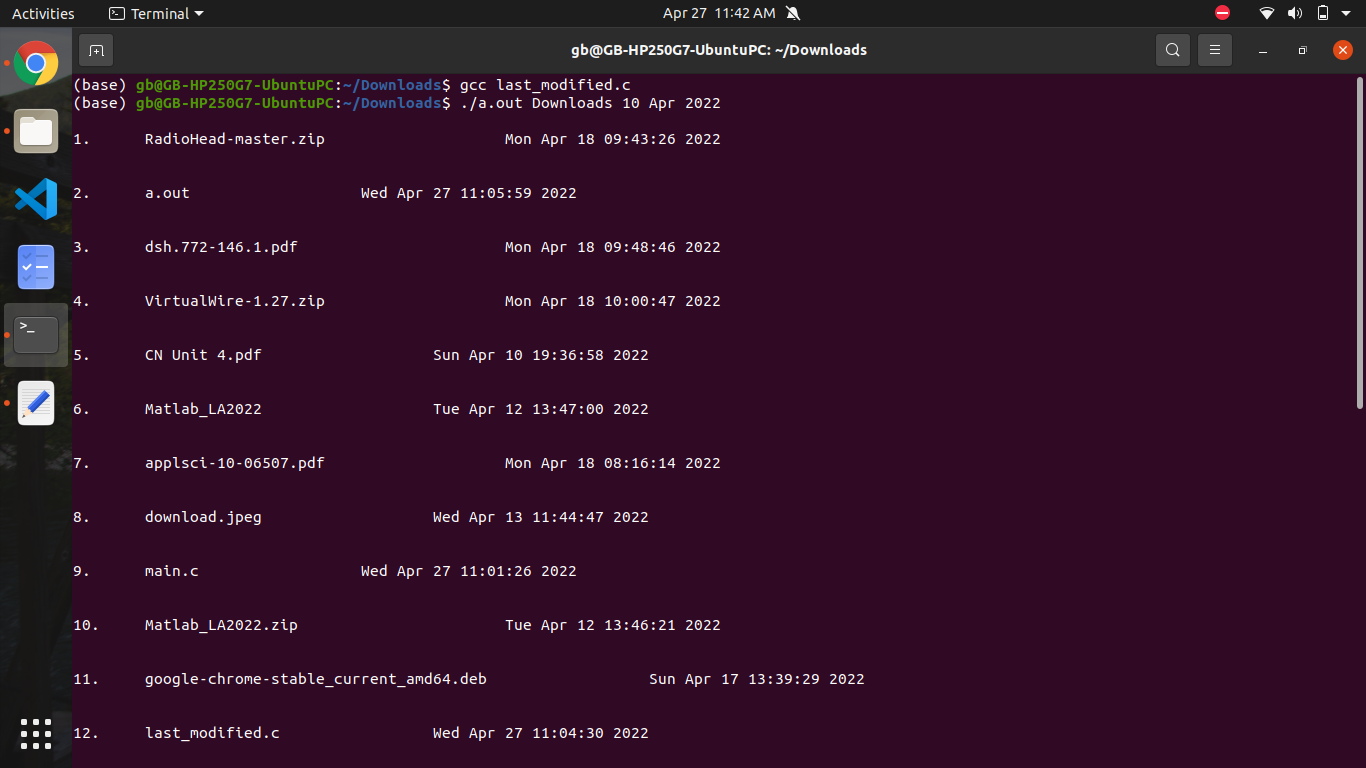 Activities Terminal Apr 27 11:42 AM
gb@GB-HP250G7-UbuntuPC: ~/Downloads
(base) gb@GB-HP250G7-UbuntuPC:~/Downloads$ gcc last_modified.c
(base) gb@GB-HP250G7-UbuntuPC:~/Downloads$ ./a.out Downloads 10 Apr 2022
1. RadioHead-master.zip Mon Apr 18 09:43:26 2022
2. a.out Wed Apr 27 11:05:59 2022
3. dsh.772-146.1.pdf Mon Apr 18 09:48:46 2022
4. VirtualWire-1.27.zip Mon Apr 18 10:00:47 2022
5. CN Unit 4.pdf Sun Apr 10 19:36:58 2022
>_
6. Matlab_LA2022 Tue Apr 12 13:47:00 2022
7. applsci-10-06507.pdf Mon Apr 18 08:16:14 2022
8. download.jpeg Wed Apr 13 11:44:47 2022
9. main.c Wed Apr 27 11:01:26 2022
10. Matlab_LA2022.zip Tue Apr 12 13:46:21 2022
11. google-chrome-stable_current_amd64.deb Sun Apr 17 13:39:29 2022
12. last_modified.c Wed Apr 27 11:04:30 2022